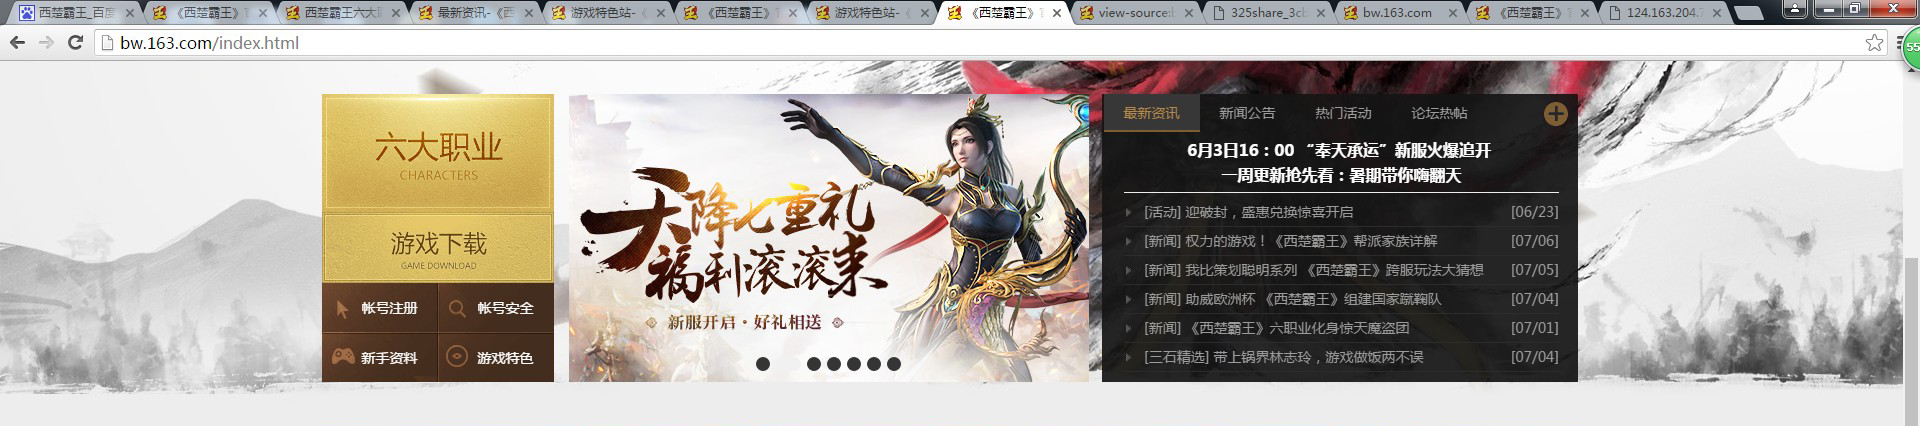 西楚霸王_百度
《西楚霸王》官
西楚霸王六大职
最新资讯-《西
游戏特色站-《
《西楚霸王》官
游戏特色站-《
《西楚霸王》官
view-source:b
325share_3cb
bw.163.com
《西楚霸王》官
124.163.204.7
bw.163.com/index.html
55
六大职业
CHARACTERS
游戏下载
GAME DOWNLOAD
帐号注册
帐号安全
新手资料
游戏特色
天降七重礼
福利滚滚来
新服开启·好礼相送
最新资讯 新闻公告 热门活动 论坛热帖
6月3日16：00 “奉天承运”新服火爆追开
一周更新抢先看：暑期带你嗨翻天
[活动] 迎破封，盛惠兑换惊喜开启 [06/23]
[新闻] 权力的游戏！《西楚霸王》帮派家族详解 [07/06]
[新闻] 我比策划聪明系列 《西楚霸王》跨服玩法大猜想 [07/05]
[新闻] 助威欧洲杯 《西楚霸王》组建国家蹴鞠队 [07/04]
[新闻] 《西楚霸王》六职业化身惊天魔盗团 [07/01]
[三石精选] 带上锅界林志玲，游戏做饭两不误 [07/04]